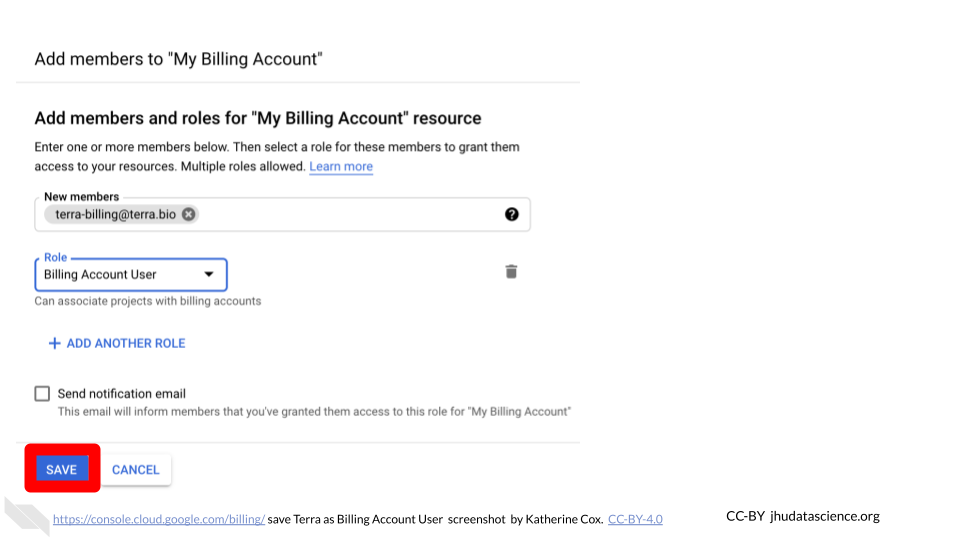 Add members to "My Billing Account"
Add members and roles for "My Billing Account" resource
Enter one or more members below. Then select a role for these members to grant them
access to your resources. Multiple roles allowed. Learn more
New members
terra-billing@terra.bio
Role
Billing Account User
Can associate projects with billing accounts
+ ADD ANOTHER ROLE
Send notification email
This email will inform members that you've granted them access to this role for "My Billing Account"
SAVE CANCEL
https://console.cloud.google.com/billing/ save Terra as Billing Account User screenshot by Katherine Cox. CC-BY-4.0
CC-BY jhudatascience.org